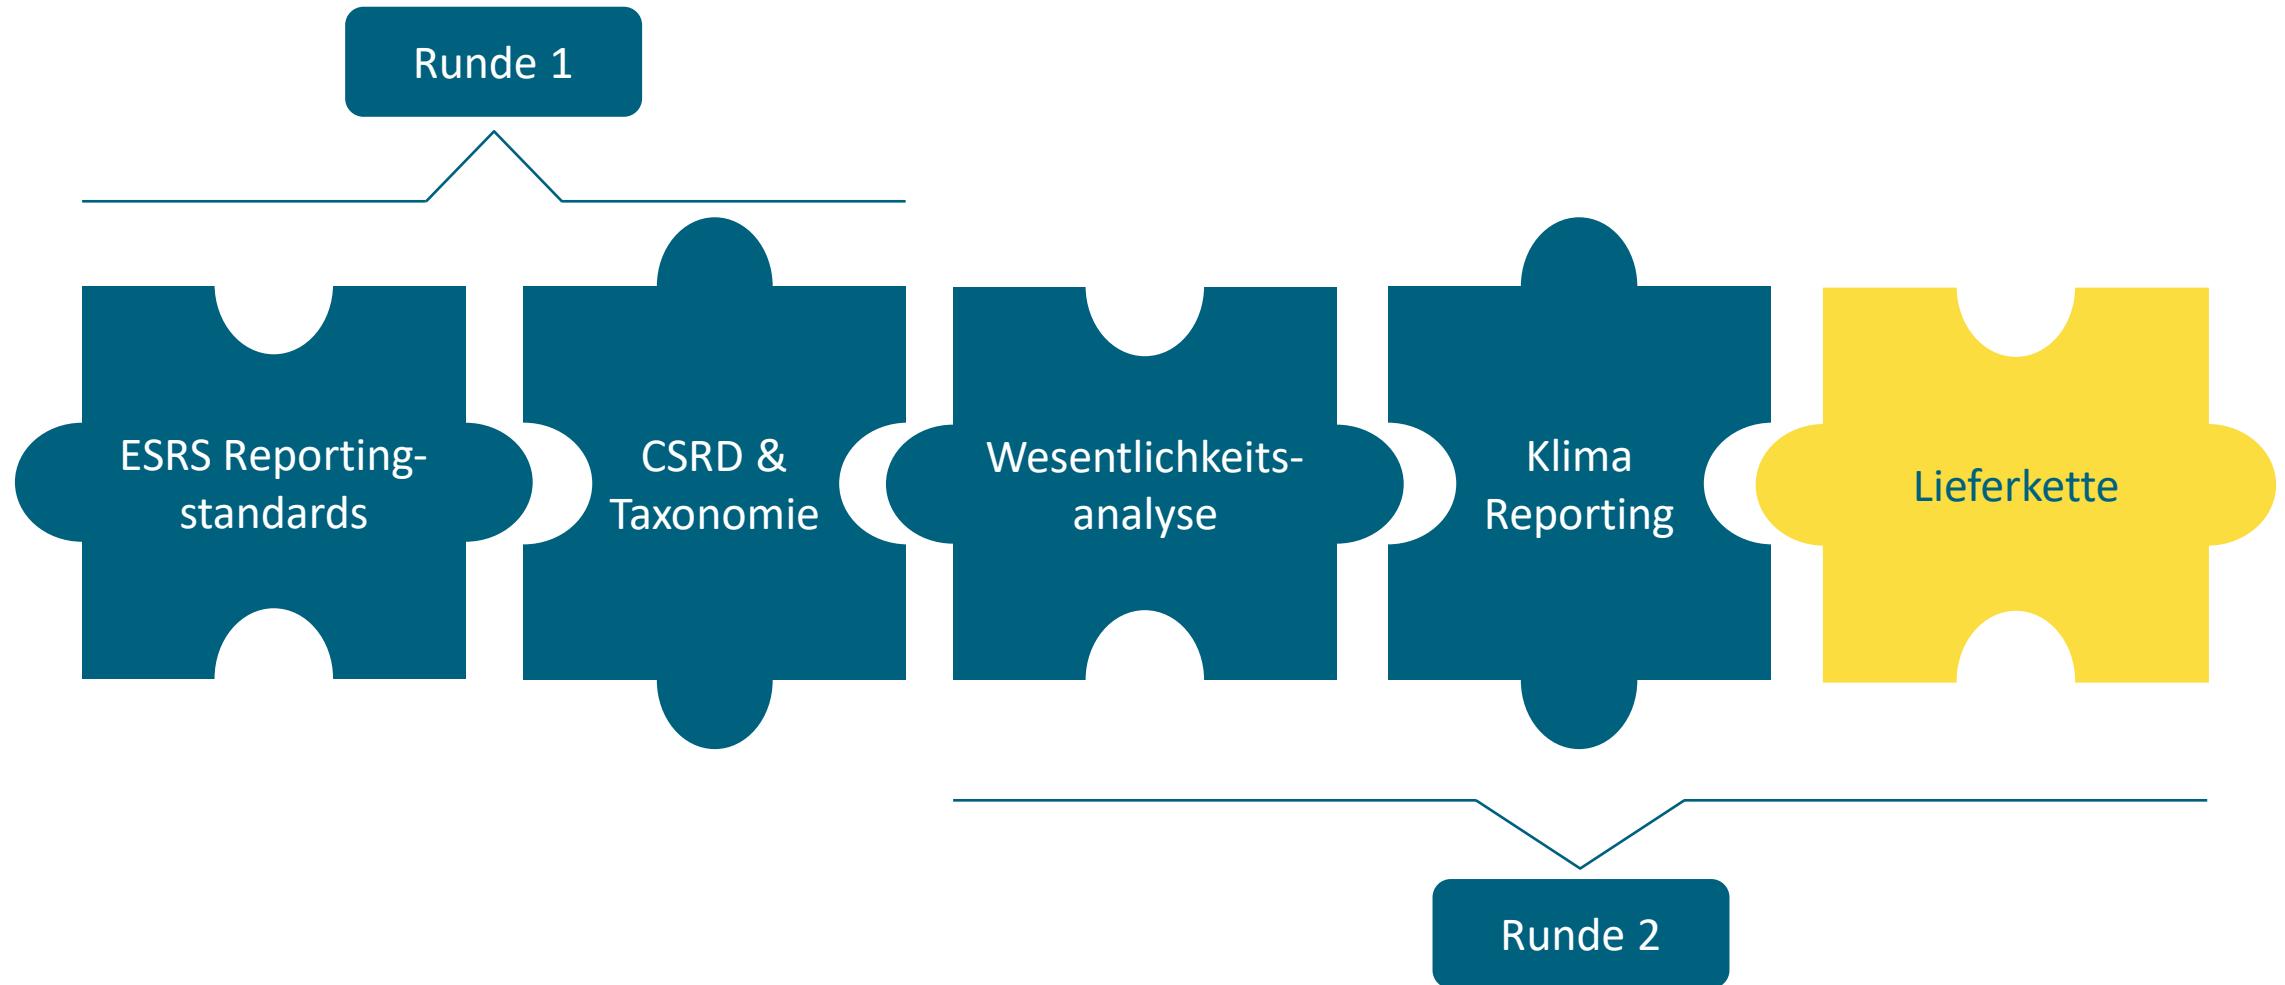 Runde 1
ESRS Reporting-
standards
CSRD &
Taxonomie
Wesentlichkeits-
analyse
Klima
Reporting
Lieferkette
Runde 2